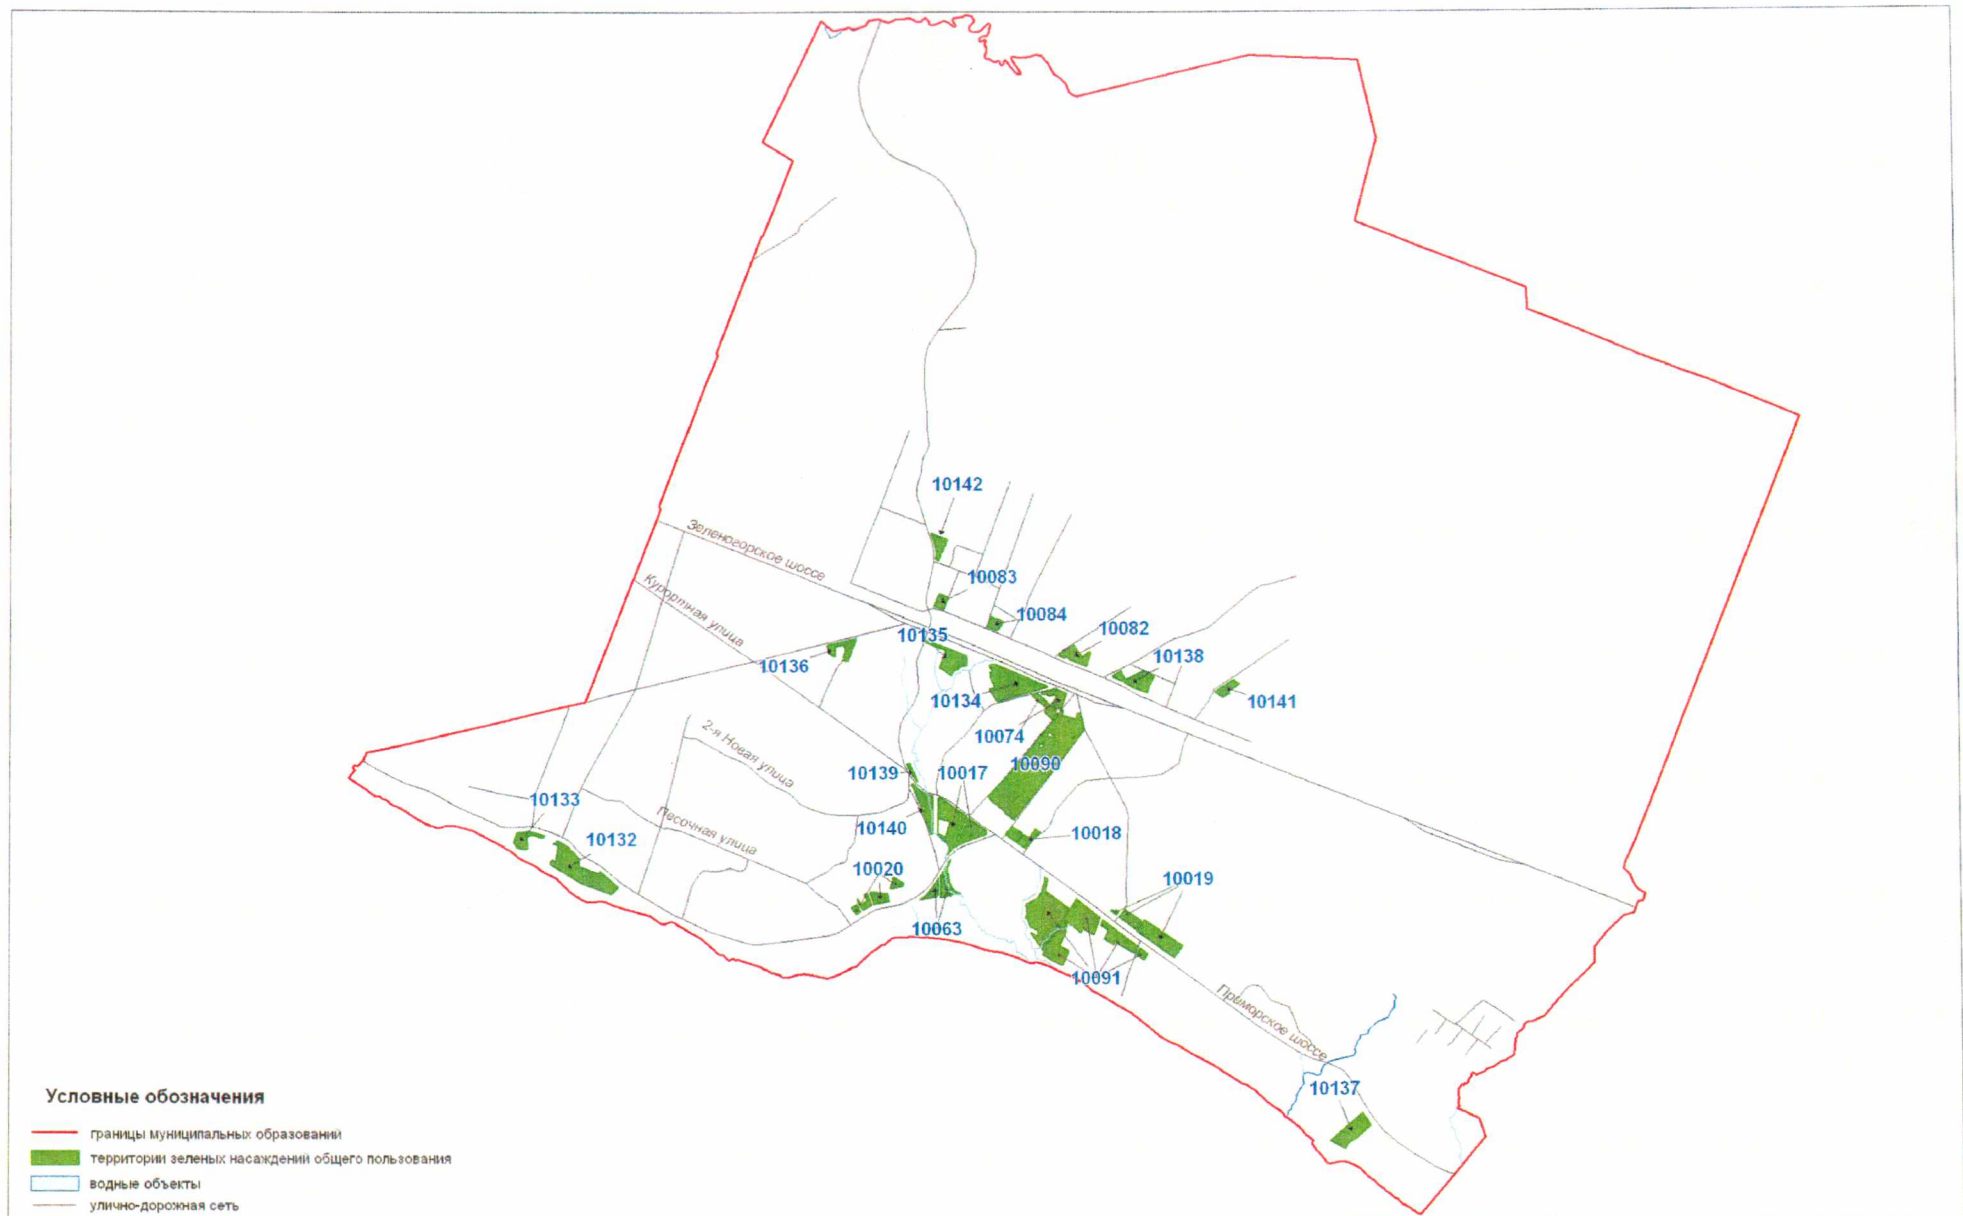 10142
Зеленогорское шоссе
10083
Курортная улица
10084
10135
10082
10136
10138
10134
10141
10074
2-я Новая улица
10090
10139
10017
10133
Песочная улица
10140
10018
10132
10020
10019
10063
10091
Приморское шоссе
10137
Условные обозначения
границы муниципальных образований
территории зеленых насаждений общего пользования
водные объекты
улично-дорожная сеть